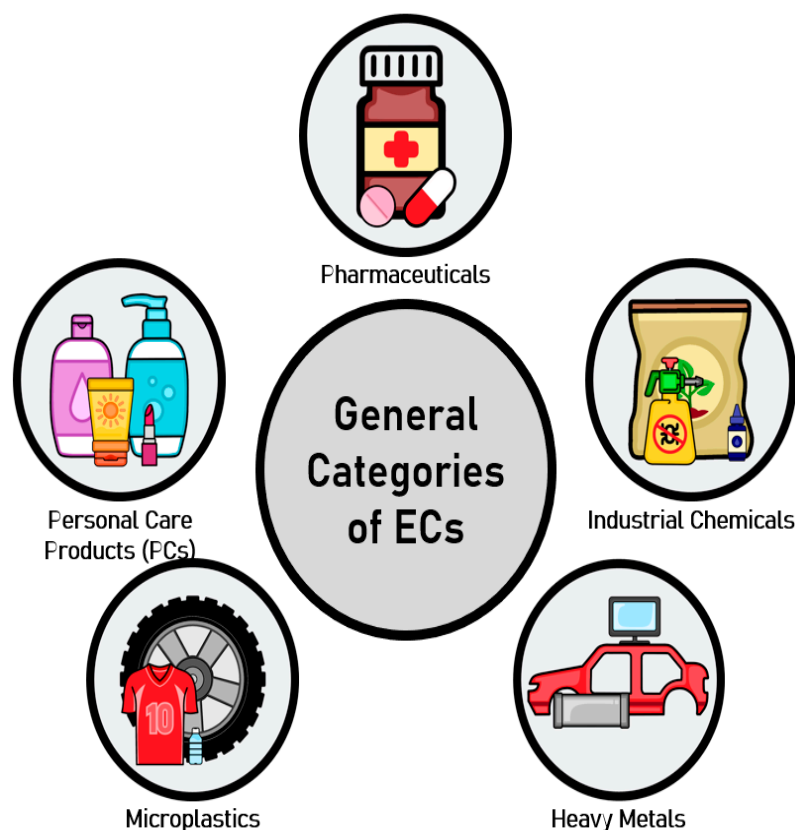 Pharmaceuticals
General
Categories
of ECs
Personal Care
Products (PCs)
Industrial Chemicals
10
Microplastics
Heavy Metals